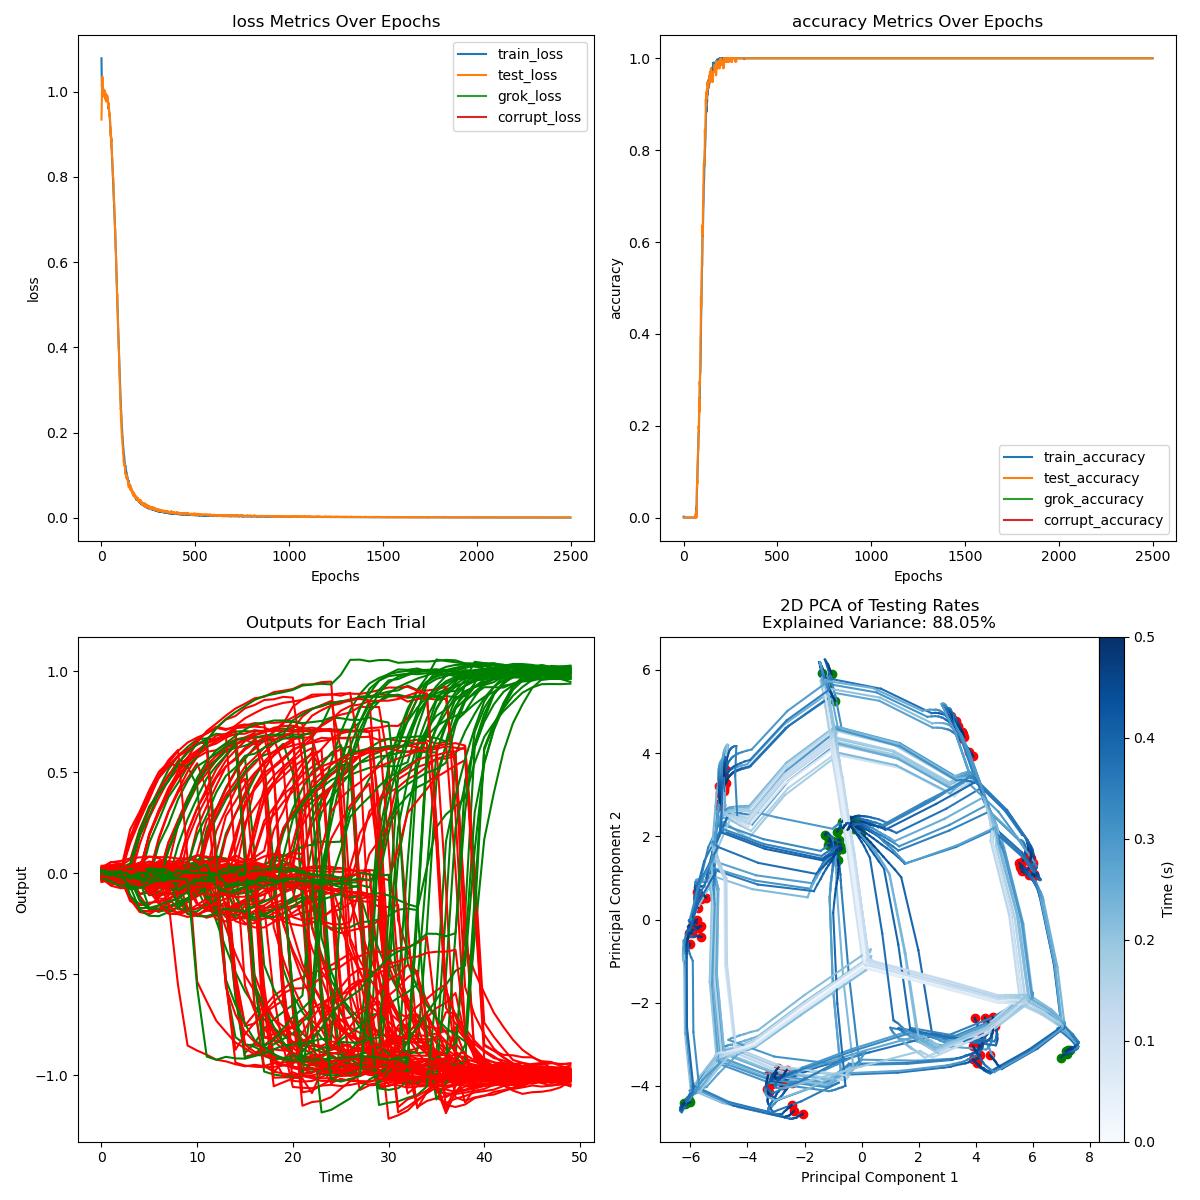 loss Metrics Over Epochs
1.0
0.8
0.6
0.4
0.2
0.0
loss
train_loss
test_loss
grok_loss
corrupt_loss
0
500
1000
1500
2000
2500
Epochs
accuracy Metrics Over Epochs
1.0
0.8
0.6
0.4
0.2
0.0
accuracy
train_accuracy
test_accuracy
grok_accuracy
corrupt_accuracy
0
500
1000
1500
2000
2500
Epochs
Outputs for Each Trial
1.0
0.5
0.0
−0.5
−1.0
Output
0
10
20
30
40
50
Time
2D PCA of Testing Rates
Explained Variance: 88.05%
6
4
2
0
−2
−4
Principal Component 2
−6
−4
−2
0
2
4
6
8
Principal Component 1
0.5
0.4
0.3
0.2
0.1
0.0
Time (s)